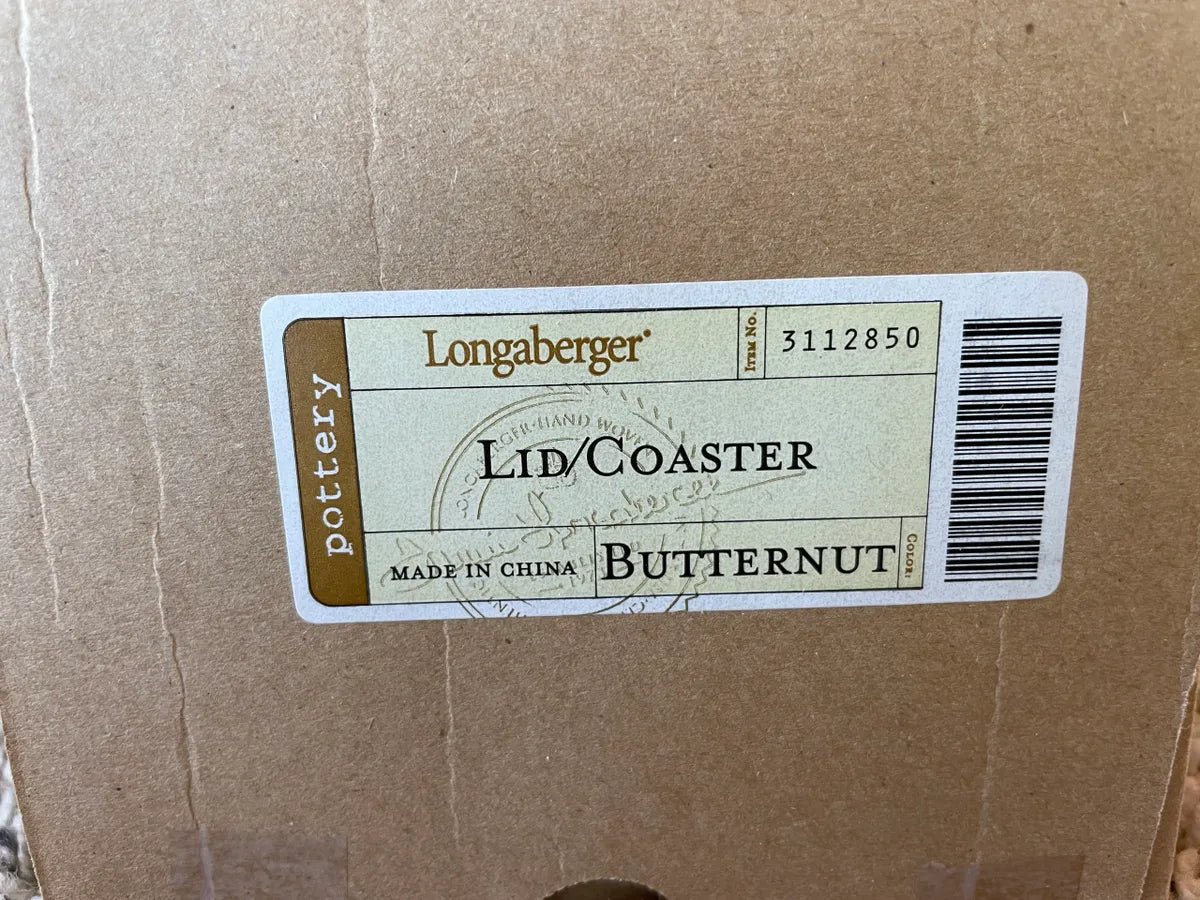 pottery
Longaberger®
Item No.
3112850
Lid/Coaster
MADE IN CHINA
Butternut
Color: